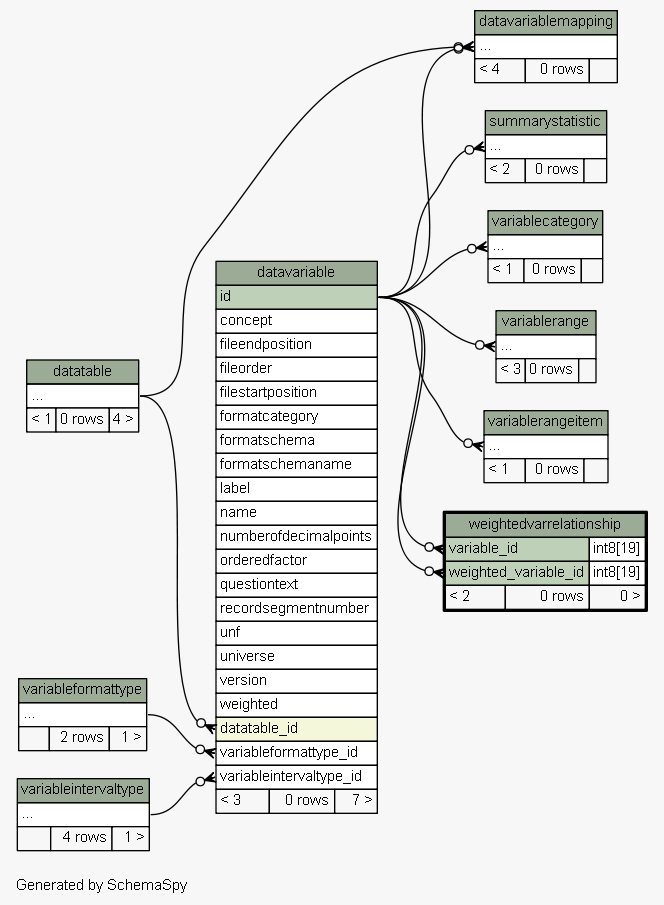 datavariablemapping
...
< 4 0 rows
summarystatistic
...
< 2 0 rows
variablecategory
...
< 1 0 rows
variablerange
...
< 3 0 rows
variablerangeitem
...
< 1 0 rows
weightedvarrelationship
variable_id int8[19]
weighted_variable_id int8[19]
< 2 0 rows 0 >
datavariable
id
concept
fileendposition
fileorder
filestartposition
formatcategory
formatschema
formatschemaname
label
name
numberofdecimalpoints
orderedfactor
questiontext
recordsegmentnumber
unf
universe
version
weighted
datatable_id
variableformattype_id
variableintervaltype_id
< 3 0 rows 7 >
datatable
...
< 1 0 rows 4 >
variableformattype
...
2 rows 1 >
variableintervaltype
...
4 rows 1 >
Generated by SchemaSpy